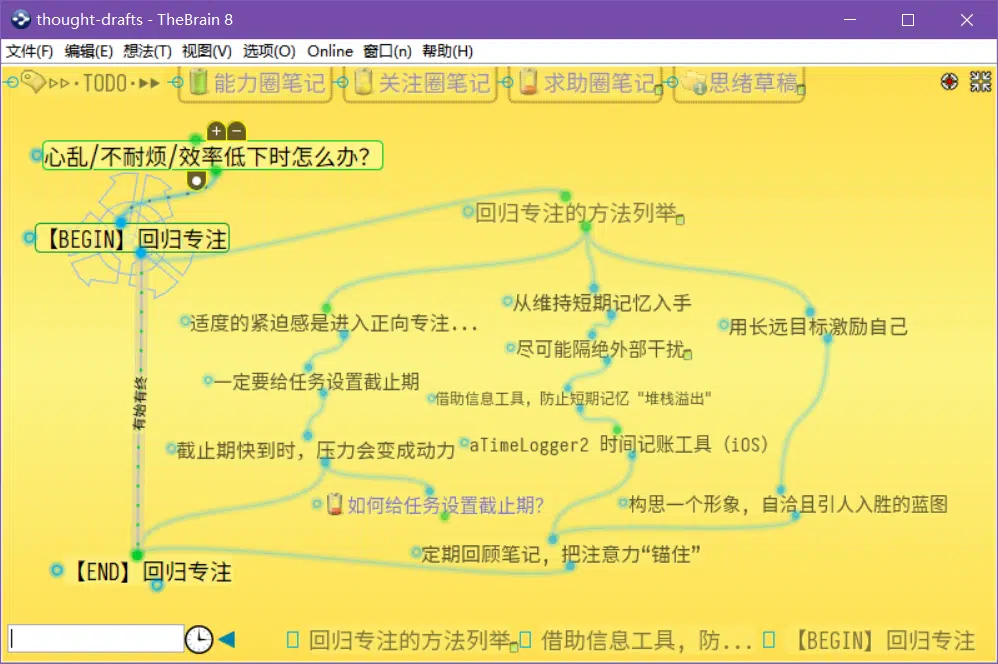 thought-drafts - TheBrain 8
文件(F) 编辑(E) 想法(T) 视图(V) 选项(O) Online 窗口(n) 帮助(H)
TODO 能力圈笔记 关注圈笔记 求助圈笔记 思绪草稿
心乱/不耐烦/效率低下时怎么办?
回归专注的方法列举
【BEGIN】回归专注
从维持短期记忆入手
适度的紧迫感是进入正向专注...
用长远目标激励自己
尽可能隔绝外部干扰
一定要给任务设置截止期
借助信息工具，防止短期记忆 "堆栈溢出"
有始有终
截止期快到时，压力会变成动力
aTimeLogger2 时间记账工具 (iOS)
如何给任务设置截止期?
构思一个形象，自洽且引人入胜的蓝图
定期回顾笔记，把注意力“锚住”
【END】回归专注
回归专注的方法列举 借助信息工具，防... 【BEGIN】回归专注